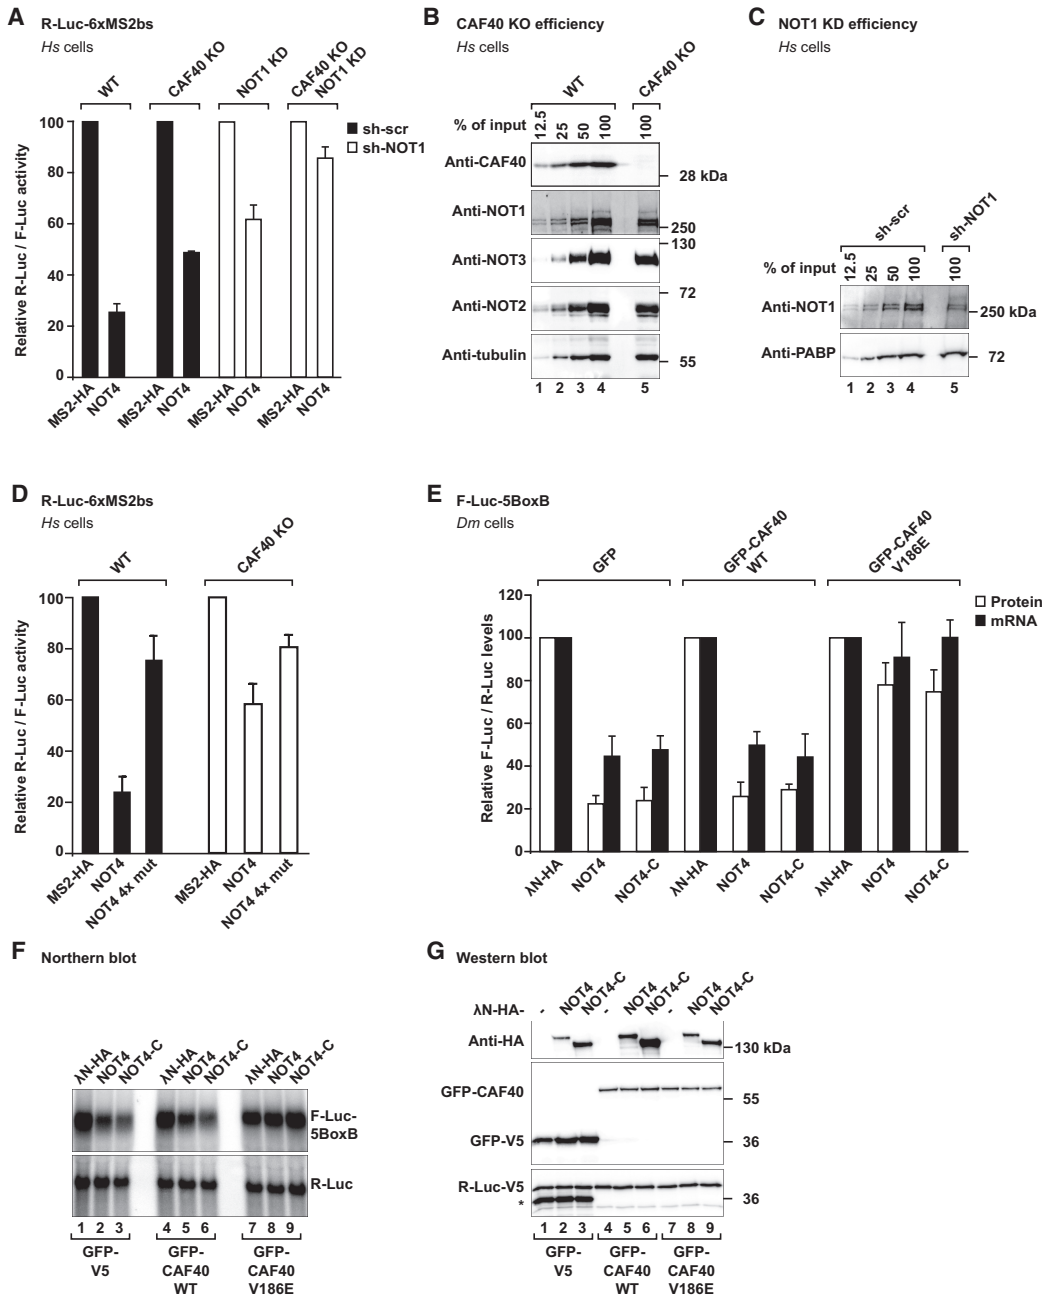 A
R-Luc-6xMS2bs
Hs cells
WT
CAF40 KO
NOT1 KD
CAF40 KO
NOT1 KD
sh-scr
sh-NOT1
Relative R-Luc / F-Luc activity
100
80
60
40
20
0
MS2-HA
NOT4
MS2-HA
NOT4
MS2-HA
NOT4
MS2-HA
NOT4
B
CAF40 KO efficiency
Hs cells
WT
CAF40 KO
% of input
12.5
25
50
100
100
Anti-CAF40
28 kDa
Anti-NOT1
250
Anti-NOT3
130
Anti-NOT2
72
Anti-tubulin
55
1 2 3 4 5
C
NOT1 KD efficiency
Hs cells
sh-scr
sh-NOT1
% of input
12.5
25
50
100
100
Anti-NOT1
250 kDa
Anti-PABP
72
1 2 3 4 5
D
R-Luc-6xMS2bs
Hs cells
WT
CAF40 KO
Relative R-Luc / F-Luc activity
100
80
60
40
20
0
MS2-HA
NOT4
NOT4 4x mut
MS2-HA
NOT4
NOT4 4x mut
E
F-Luc-5BoxB
Dm cells
GFP
GFP-CAF40
WT
GFP-CAF40
V186E
Protein
mRNA
Relative F-Luc / R-Luc levels
120
100
80
60
40
20
0
λN-HA
NOT4
NOT4-C
λN-HA
NOT4
NOT4-C
λN-HA
NOT4
NOT4-C
F
Northern blot
λN-HA
NOT4
NOT4-C
λN-HA
NOT4
NOT4-C
λN-HA
NOT4
NOT4-C
F-Luc-
5BoxB
R-Luc
1 2 3 4 5 6 7 8 9
GFP-
V5
GFP-
CAF40
WT
GFP-
CAF40
V186E
G
Western blot
λN-HA-
-
NOT4
NOT4-C
-
NOT4
NOT4-C
-
NOT4
NOT4-C
Anti-HA
130 kDa
GFP-CAF40
55
GFP-V5
36
R-Luc-V5
*
36
1 2 3 4 5 6 7 8 9
GFP-
V5
GFP-
CAF40
WT
GFP-
CAF40
V186E